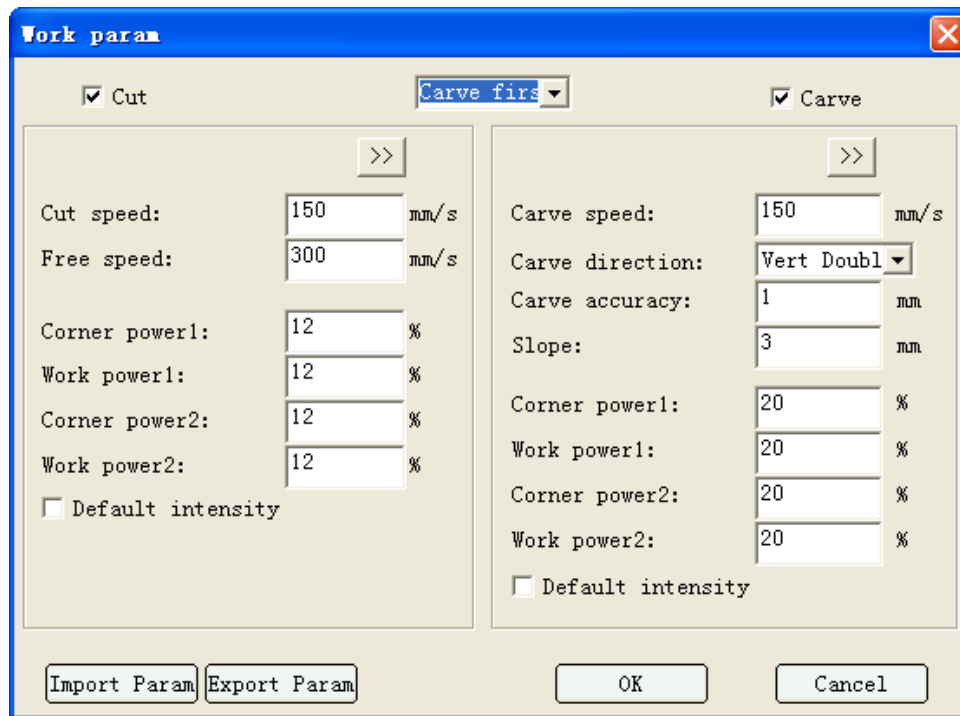 Work param
Cut
Carve firs
Carve
>>
Cut speed: 150 mm/s
Free speed: 300 mm/s
Corner power1: 12 %
Work power1: 12 %
Corner power2: 12 %
Work power2: 12 %
Default intensity
>>
Carve speed: 150 mm/s
Carve direction: Vert Doubl
Carve accuracy: 1 mm
Slope: 3 mm
Corner power1: 20 %
Work power1: 20 %
Corner power2: 20 %
Work power2: 20 %
Default intensity
Import Param Export Param OK Cancel